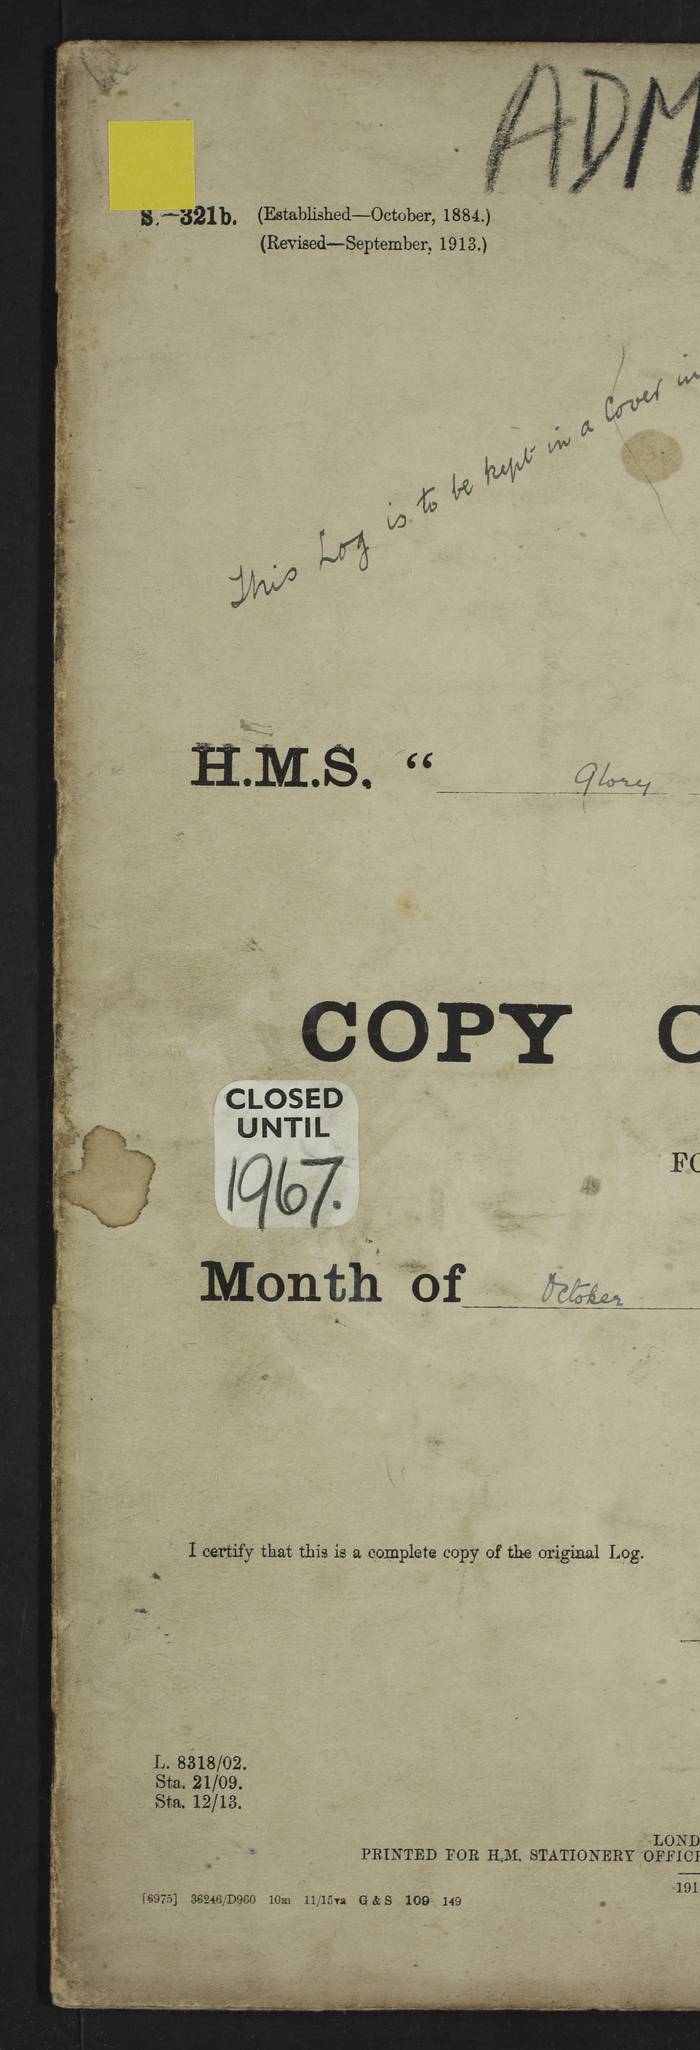 ADM
S.—321b. (Established—October, 1884.)
(Revised—September, 1913.)
This Log is to be kept in a Cover in
H.M.S. “ Glory
COPY O
CLOSED
UNTIL
1967.
FO
Month of October
I certify that this is a complete copy of the original Log.
L. 8318/02.
Sta. 21/09.
Sta. 12/13.
LOND
PRINTED FOR H.M. STATIONERY OFFICE
191
[6975] 36246/D960 10m 11/15 G & S 109 149